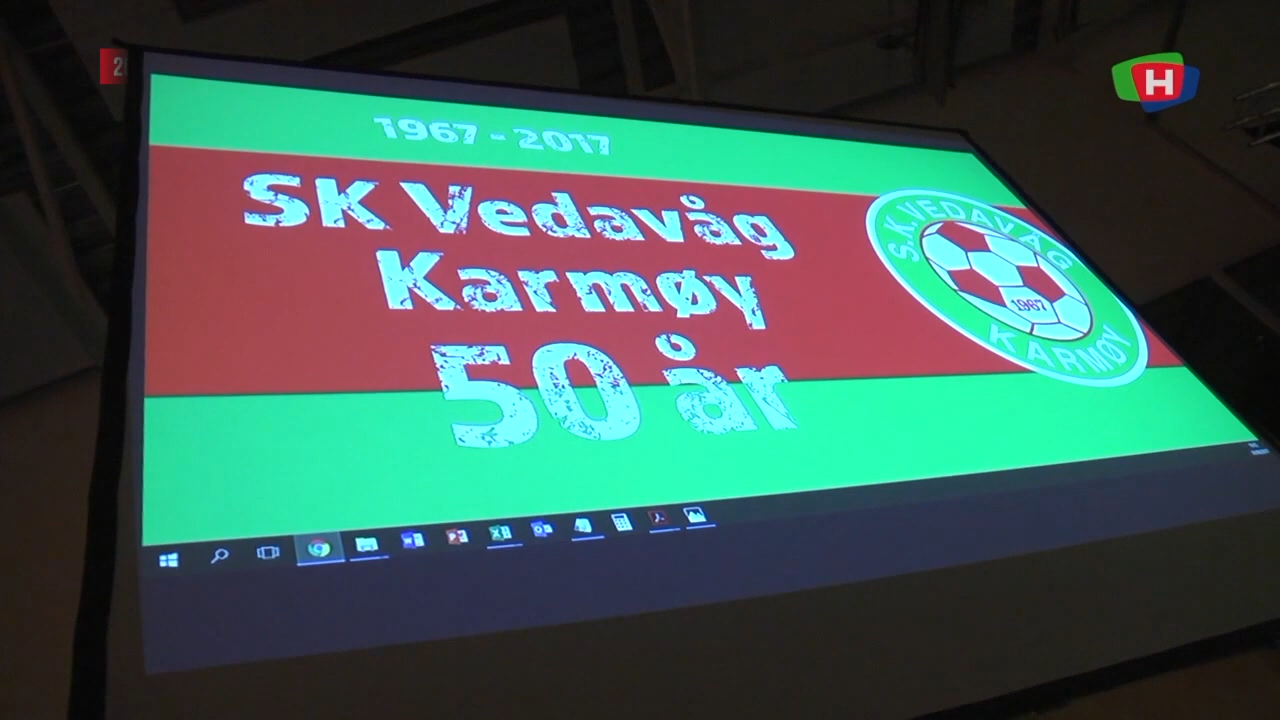 H
1967 - 2017
SK Vedavåg
Karmøy
50 år
S.K. VEDAVÅG
1967
KARMØY